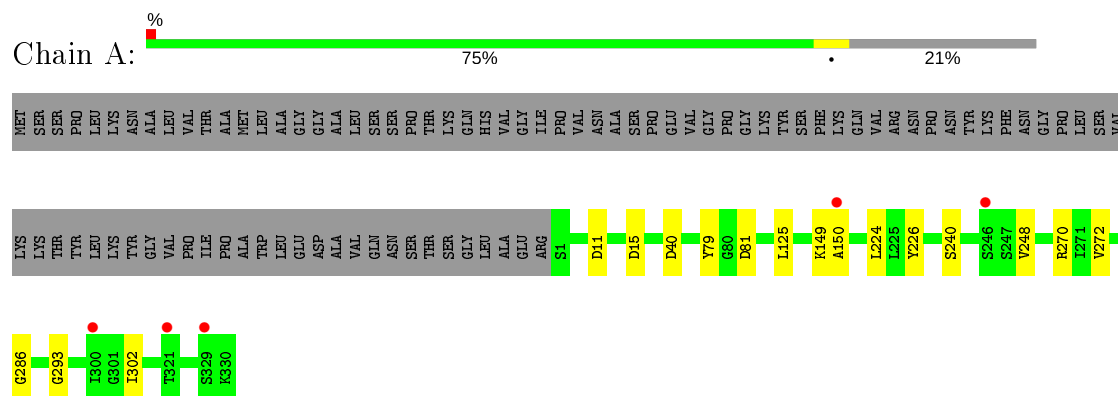 %
Chain A:
75% • 21%
MET SER SER PRO LEU LYS ASN ALA LEU VAL THR ALA MET LEU ALA GLY GLY ALA LEU SER SER PRO THR LYS GLN HIS VAL GLY ILE PRO VAL ASN ALA SER PRO GLU VAL GLY PRO GLY LYS TYR SER PHE LYS GLN VAL ARG ASN PRO ASN TYR LYS PHE ASN GLY PRO LEU SER VAL
LYS LYS THR TYR LEU LYS TYR GLY VAL PRO ILE PRO ALA TRP LEU GLU ASP ALA VAL GLN ASN SER THR SER GLY LEU ALA GLU ARG S1 D11 D15 D40 Y79 G80 D81 L125 K149 A150 L224 L225 Y226 S240 S246 S247 V248 R270 I271 V272
G286 G293 I300 G301 I302 T321 S329 K330